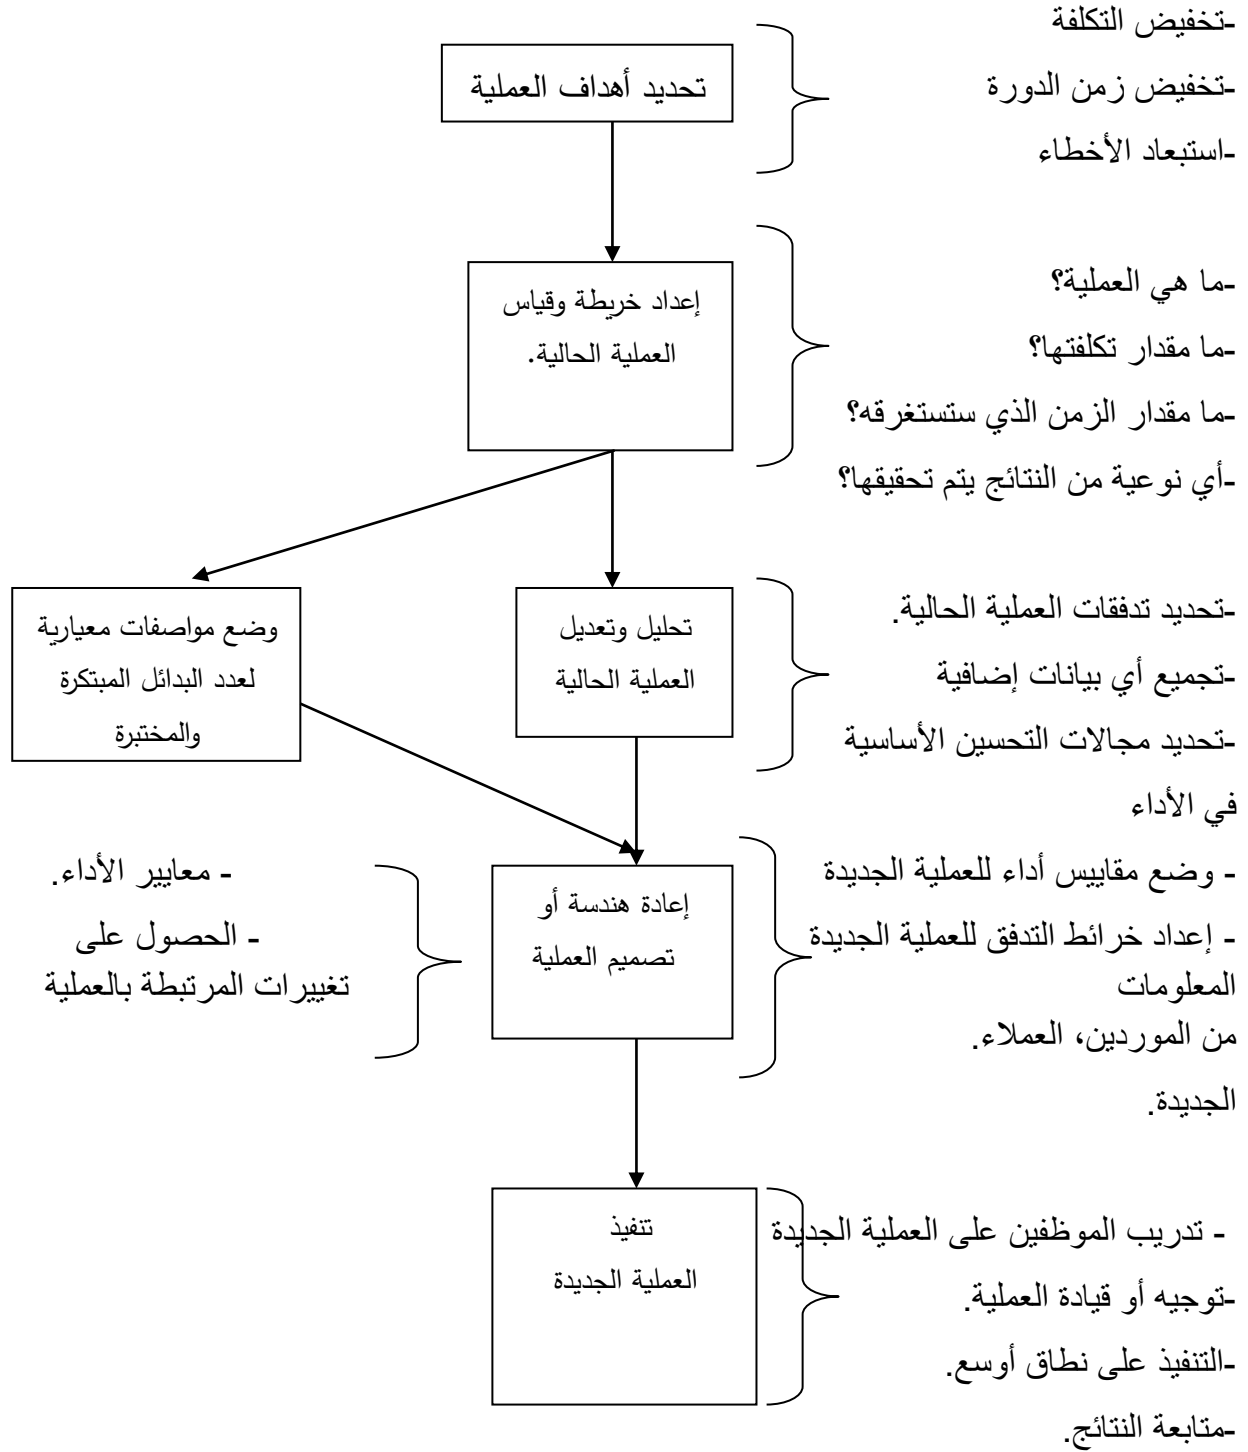 -تخفيض التكلفة
تحديد أهداف العملية
-تخفيض زمن الدورة
-استبعاد الأخطاء
إعداد خريطة وقياس
العملية الحالية.
-ما هي العملية؟
-ما مقدار تكلفتها؟
-ما مقدار الزمن الذي ستستغرقه؟
-أي نوعية من النتائج يتم تحقيقها؟
تحليل وتعديل
العملية الحالية
-تحديد تدفقات العملية الحالية.
-تجميع أي بيانات إضافية
-تحديد مجالات التحسين الأساسية
في الأداء
وضع مواصفات معيارية
لعدد البدائل المبتكرة
والمختبرة
إعادة هندسة أو
تصميم العملية
- وضع مقاييس أداء للعملية الجديدة
- إعداد خرائط التدفق للعملية الجديدة
المعلومات
من الموردين، العملاء.
الجديدة.
- معايير الأداء.
- الحصول على
تغييرات المرتبطة بالعملية
تنفيذ
العملية الجديدة
- تدريب الموظفين على العملية الجديدة
-توجيه أو قيادة العملية.
-التنفيذ على نطاق أوسع.
-متابعة النتائج.